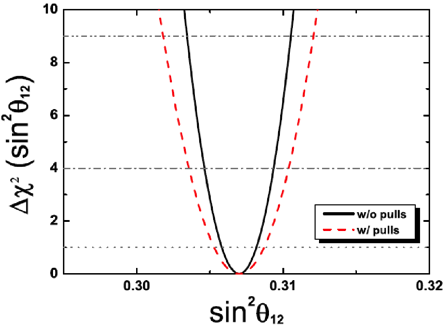 10
8
6
4
2
0
Δχ² (sin²θ₁₂)
w/o pulls
w/ pulls
0.30
0.31
0.32
sin²θ₁₂